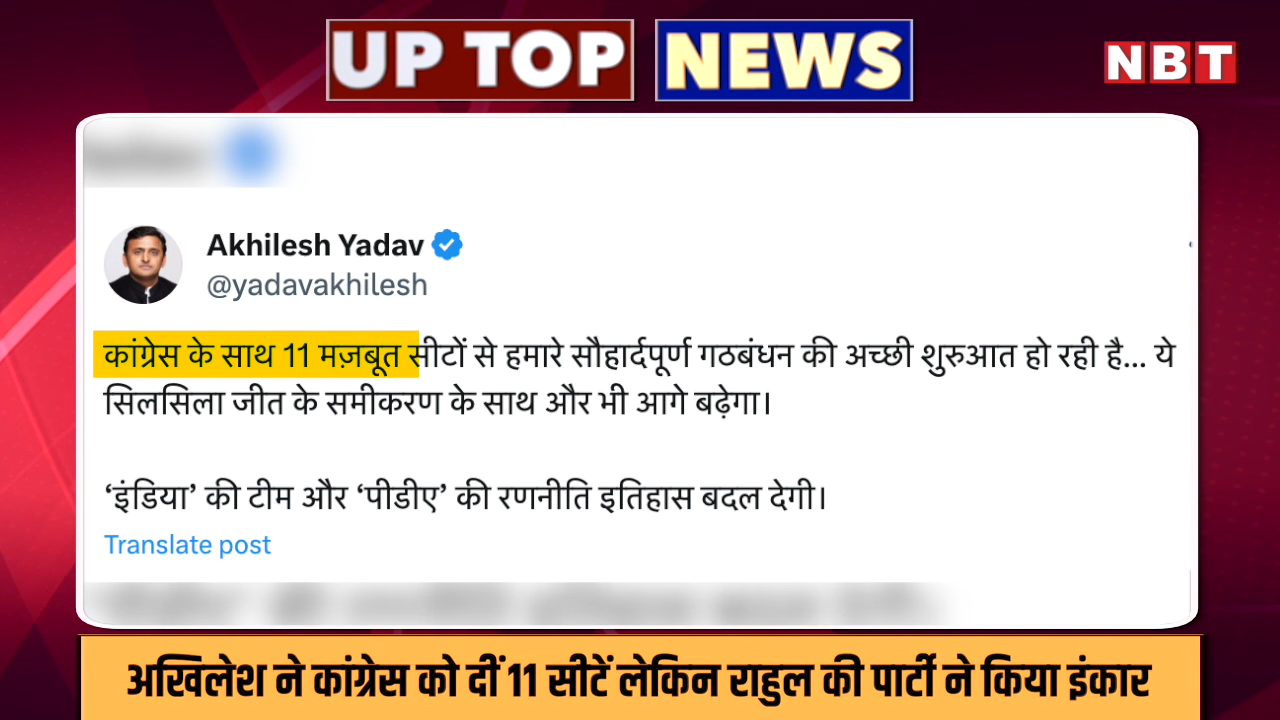 UP TOP NEWS
NBT
Akhilesh Yadav
@yadavakhilesh
कांग्रेस के साथ 11 मज़बूत सीटों से हमारे सौहार्दपूर्ण गठबंधन की अच्छी शुरुआत हो रही है... ये
सिलसिला जीत के समीकरण के साथ और भी आगे बढ़ेगा।
‘इंडिया’ की टीम और ‘पीडीए’ की रणनीति इतिहास बदल देगी।
Translate post
अखिलेश ने कांग्रेस को दीं 11 सीटें लेकिन राहुल की पार्टी ने किया इंकार